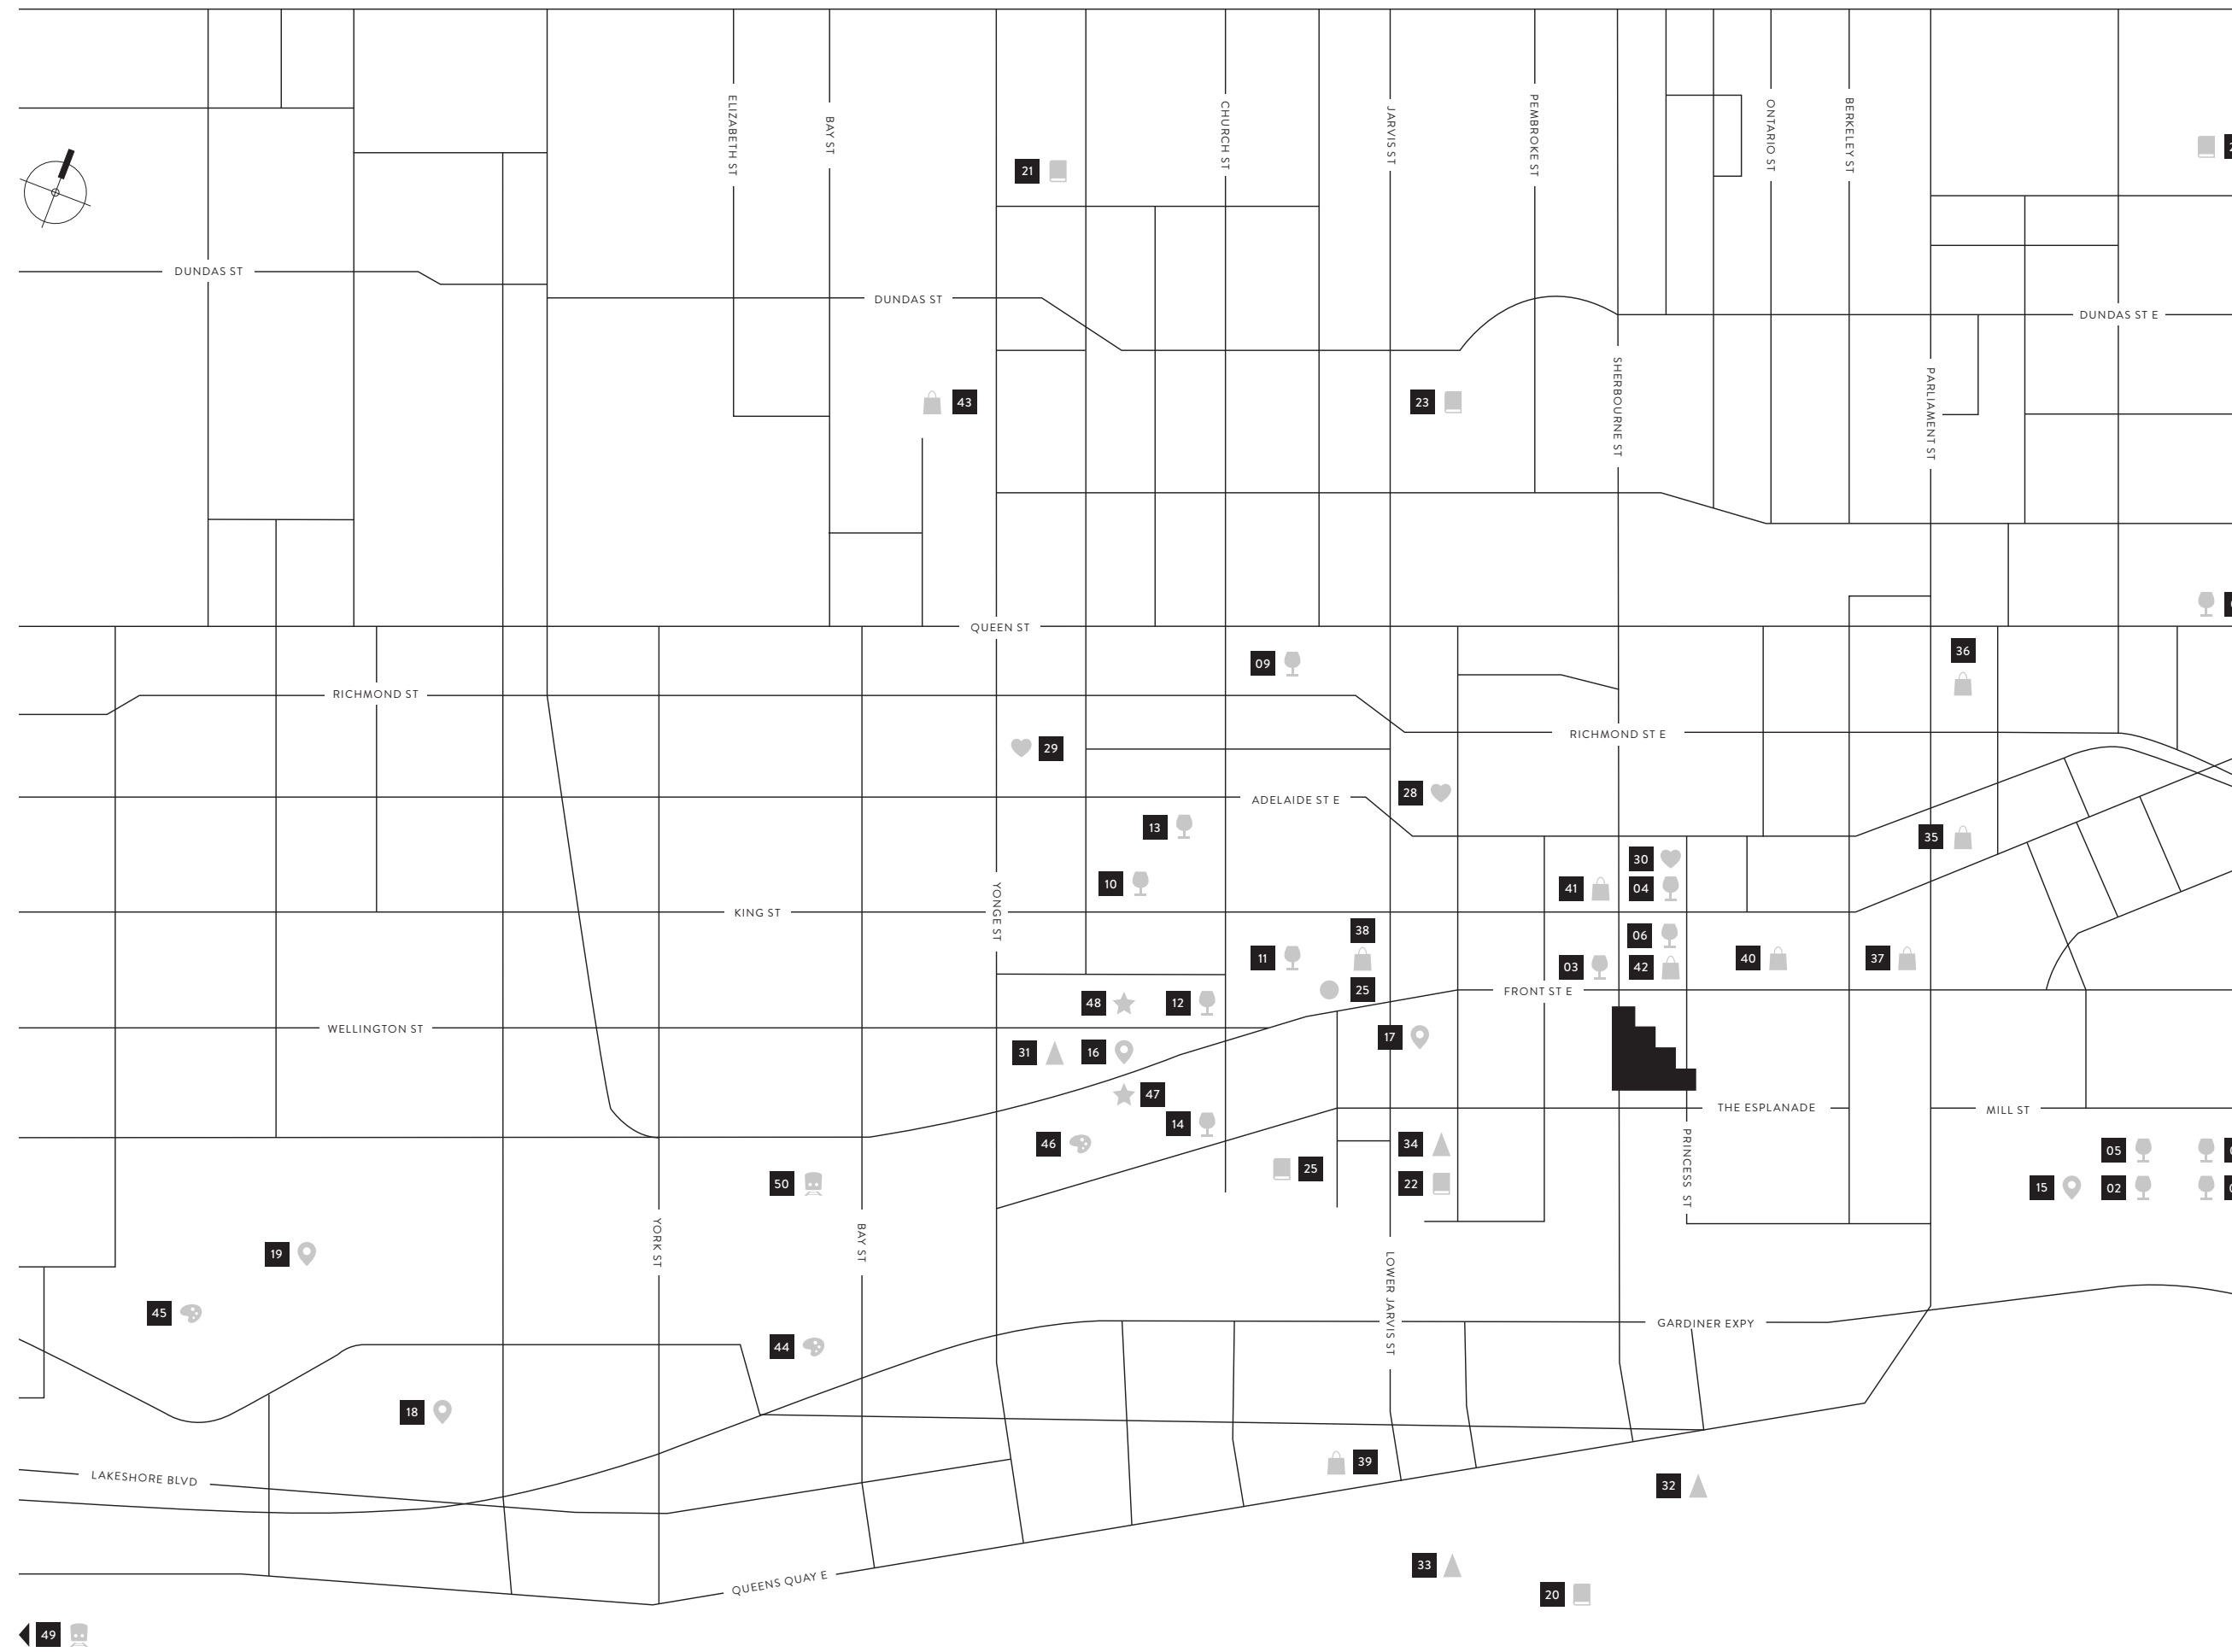 ELIZABETH ST
BAY ST
CHURCH ST
JARVIS ST
PEMBROKE ST
ONTARIO ST
BERKELEY ST
21
DUNDAS ST
DUNDAS ST
DUNDAS ST E
SHERBOURNE ST
PARLIAMENT ST
43
23
QUEEN ST
36
09
RICHMOND ST
RICHMOND ST E
29
28
ADELAIDE ST E
13
35
30
10
41
04
YONGE ST
KING ST
38
06
11
03
42
40
37
25
FRONT ST E
48
12
WELLINGTON ST
17
31
16
47
THE ESPLANADE
MILL ST
14
46
34
PRINCESS ST
05
25
50
22
15
02
19
YORK ST
BAY ST
LOWER JARVIS ST
45
GARDINER EXPY
44
18
39
LAKESHORE BLVD
32
33
QUEENS QUAY E
20
49